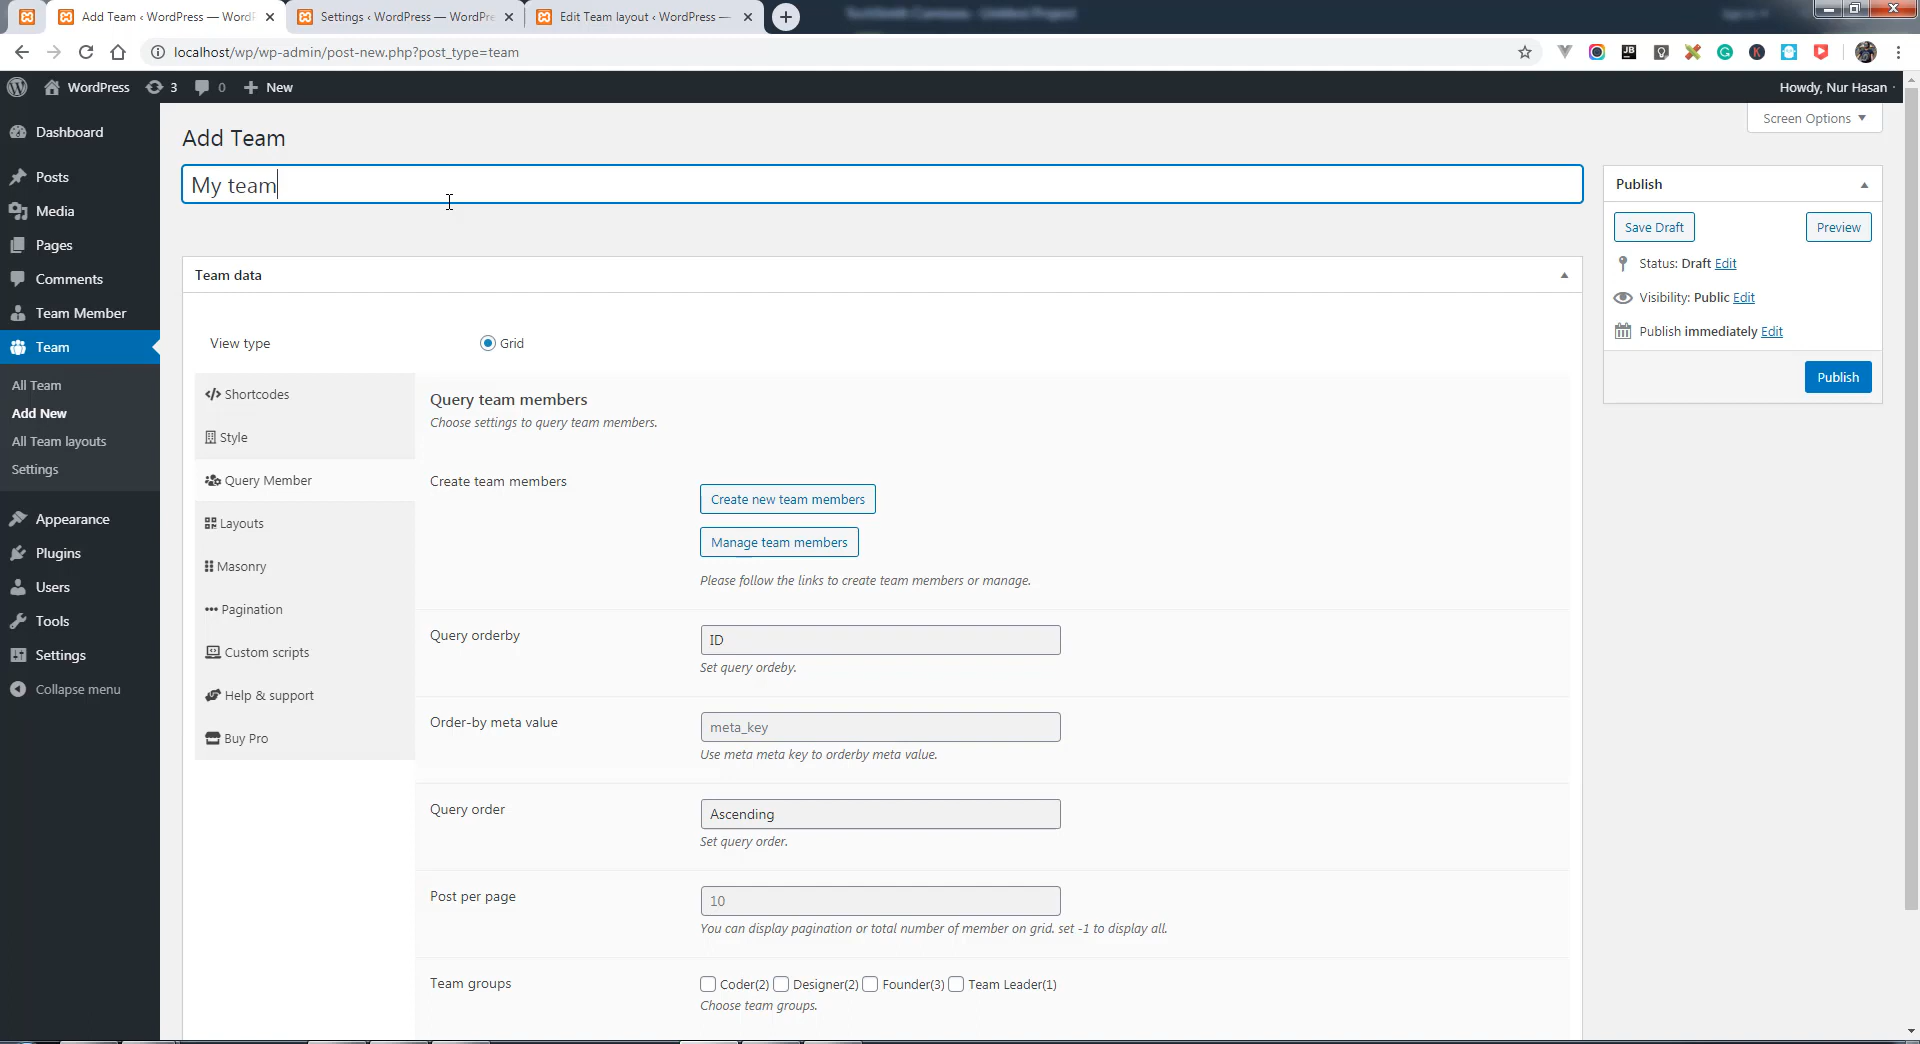 Add Team ‹ WordPress — WordP
Settings ‹ WordPress — WordPre
Edit Team layout ‹ WordPress —
localhost/wp/wp-admin/post-new.php?post_type=team
WordPress
3
0
New
Howdy, Nur Hasan
Dashboard
Posts
Media
Pages
Comments
Team Member
Team
All Team
Add New
All Team layouts
Settings
Appearance
Plugins
Users
Tools
Settings
Collapse menu
Screen Options
Add Team
My team
Team data
View type
Grid
Shortcodes
Style
Query Member
Layouts
Masonry
Pagination
Custom scripts
Help & support
Buy Pro
Query team members
Choose settings to query team members.
Create team members
Create new team members
Manage team members
Please follow the links to create team members or manage.
Query orderby
ID
Set query ordeby.
Order-by meta value
meta_key
Use meta meta key to orderby meta value.
Query order
Ascending
Set query order.
Post per page
10
You can display pagination or total number of member on grid. set -1 to display all.
Team groups
Coder(2) Designer(2) Founder(3) Team Leader(1)
Choose team groups.
Publish
Save Draft
Preview
Status: Draft Edit
Visibility: Public Edit
Publish immediately Edit
Publish